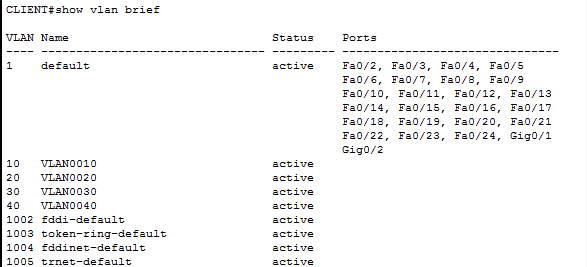 CLIENT#show vlan brief
VLAN Name                             Status    Ports
---- -------------------------------- --------- -------------------------------
1    default                          active    Fa0/2, Fa0/3, Fa0/4, Fa0/5
                                                Fa0/6, Fa0/7, Fa0/8, Fa0/9
                                                Fa0/10, Fa0/11, Fa0/12, Fa0/13
                                                Fa0/14, Fa0/15, Fa0/16, Fa0/17
                                                Fa0/18, Fa0/19, Fa0/20, Fa0/21
                                                Fa0/22, Fa0/23, Fa0/24, Gig0/1
                                                Gig0/2
10   VLAN0010                         active
20   VLAN0020                         active
30   VLAN0030                         active
40   VLAN0040                         active
1002 fddi-default                     active
1003 token-ring-default               active
1004 fddinet-default                  active
1005 trnet-default                    active